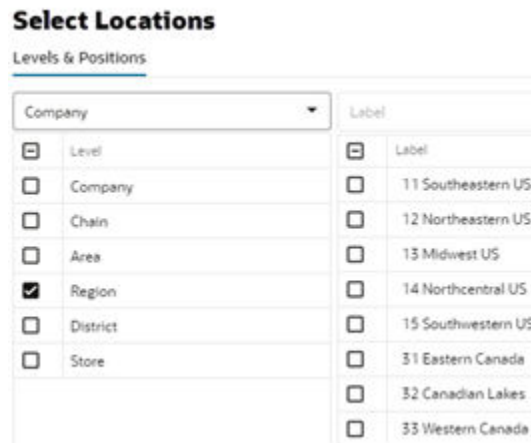 Select Locations
Levels & Positions
Company
Label
Level
Label
Company
11 Southeastern US
Chain
12 Northeastern US
Area
13 Midwest US
Region
14 Northcentral US
District
15 Southwestern US
Store
31 Eastern Canada
32 Canadian Lakes
33 Western Canada